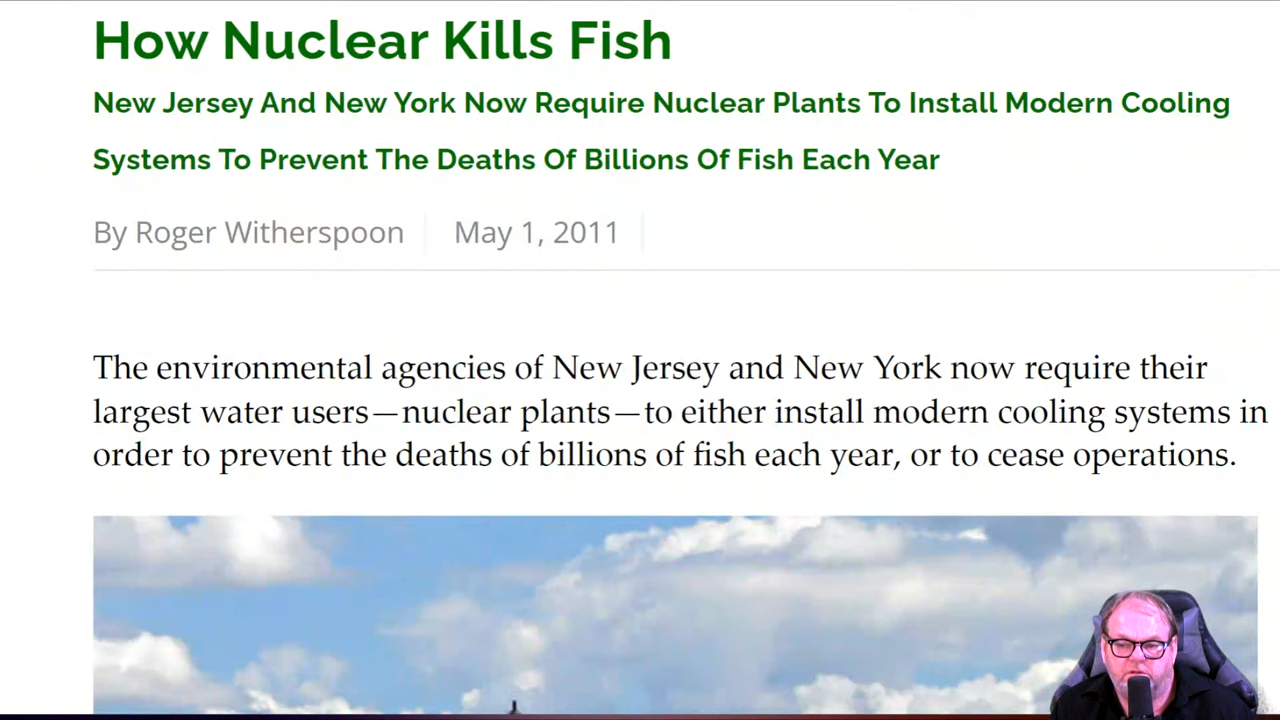 How Nuclear Kills Fish
New Jersey And New York Now Require Nuclear Plants To Install Modern Cooling
Systems To Prevent The Deaths Of Billions Of Fish Each Year
By Roger Witherspoon
May 1, 2011
The environmental agencies of New Jersey and New York now require their
largest water users—nuclear plants—to either install modern cooling systems in
order to prevent the deaths of billions of fish each year, or to cease operations.